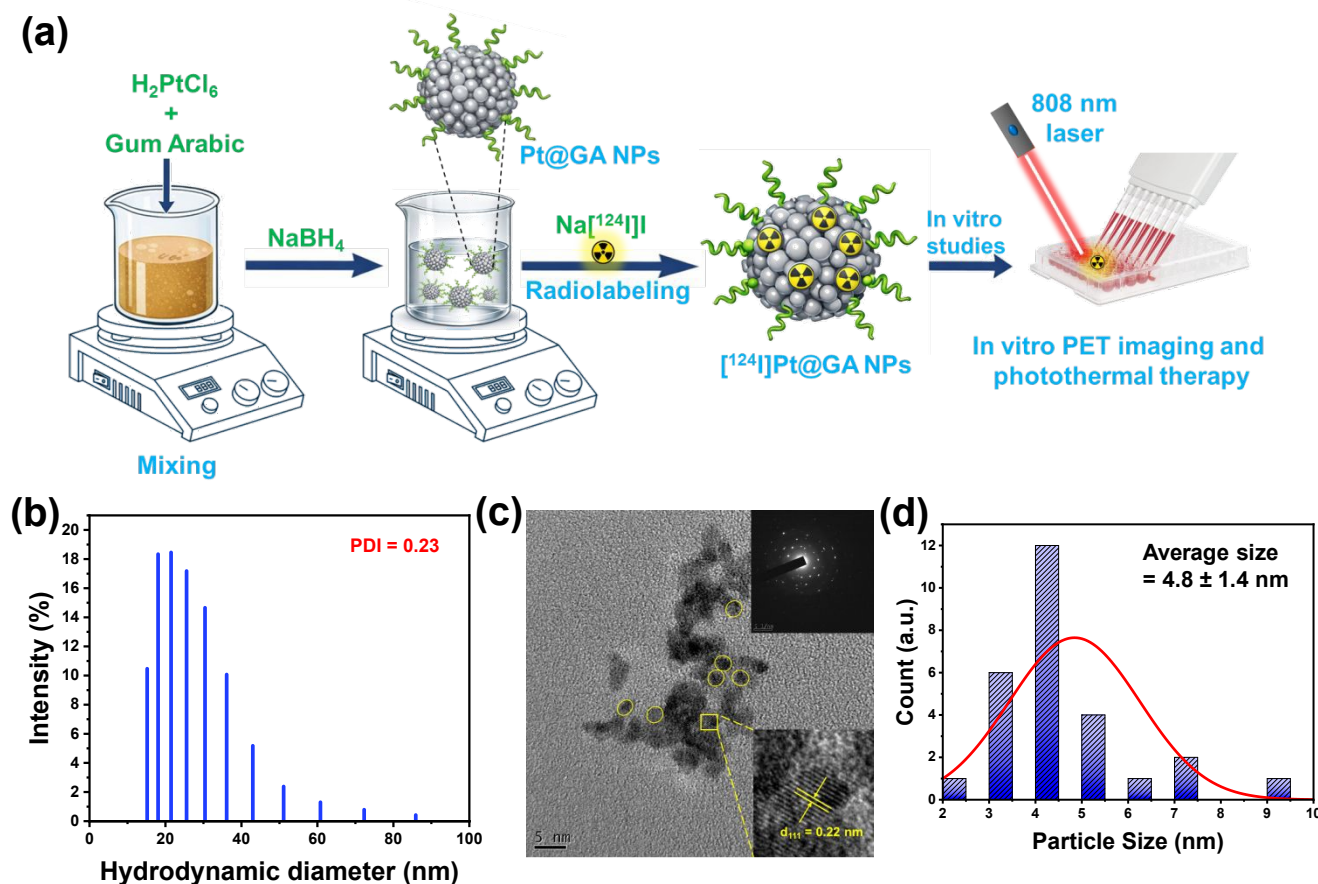 (a)
H₂PtCl₆
+
Gum Arabic
NaBH₄
Mixing
Pt@GA NPs
Na[¹²⁴I]I
Radiolabeling
[¹²⁴I]Pt@GA NPs
In vitro
studies
808 nm
laser
In vitro PET imaging and
photothermal therapy
(b)
PDI = 0.23
Intensity (%)
20
18
16
14
12
10
8
6
4
2
0
0 20 40 60 80 100
Hydrodynamic diameter (nm)
(c)
5 nm
d₁₁₁ = 0.22 nm
(d)
Average size
= 4.8 ± 1.4 nm
Count (a.u.)
12
10
8
6
4
2
0
2 3 4 5 6 7 8 9 10
Particle Size (nm)